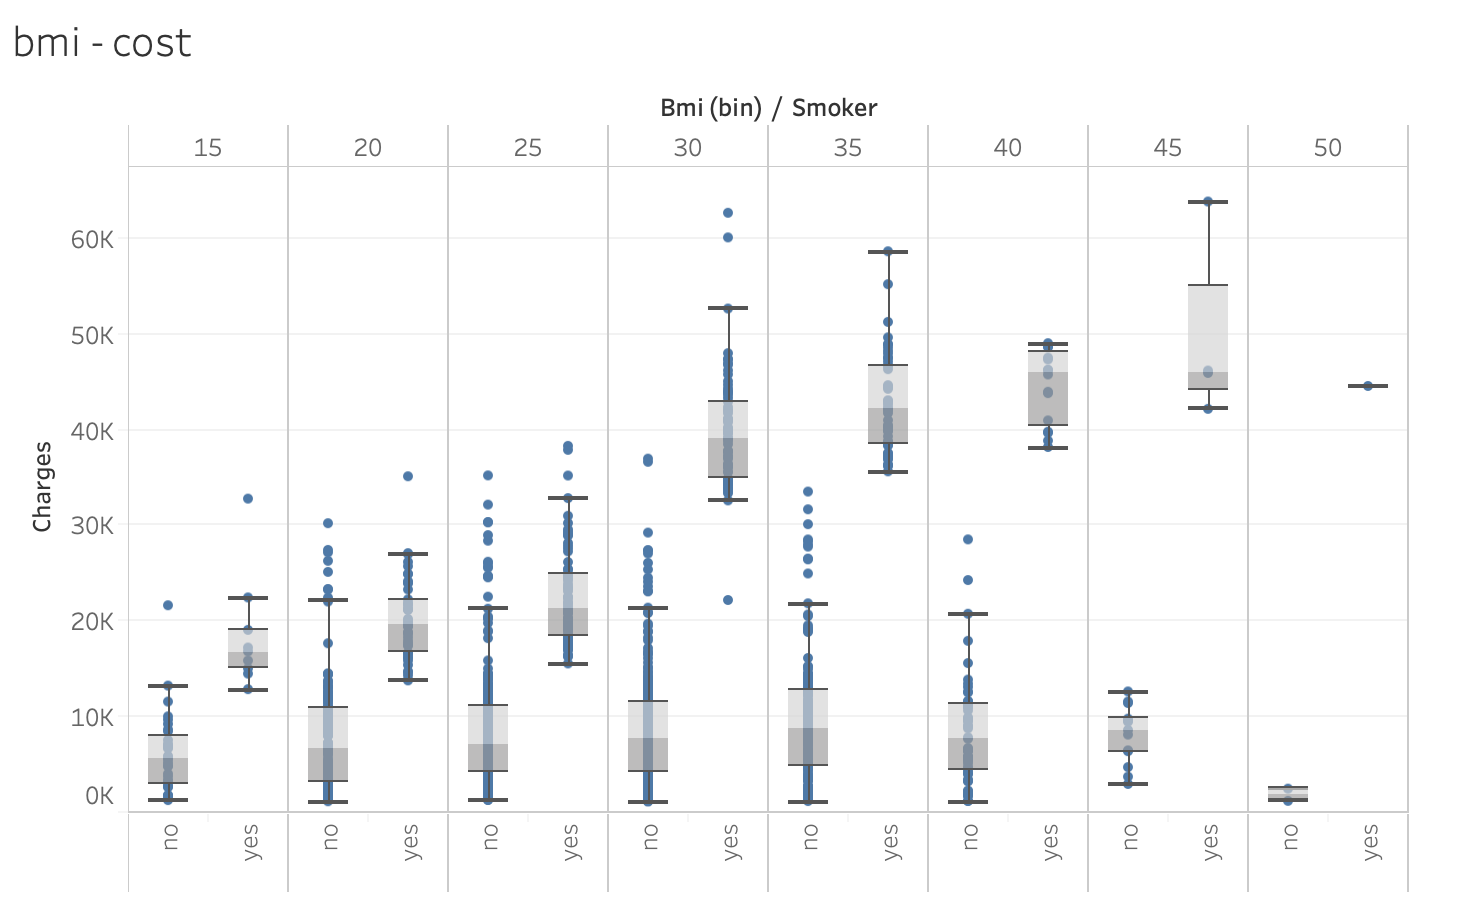 bmi - cost
Bmi (bin) / Smoker
15 20 25 30 35 40 45 50
60K
50K
40K
30K
20K
10K
0K
Charges
no yes no yes no yes no yes no yes no yes no yes no yes